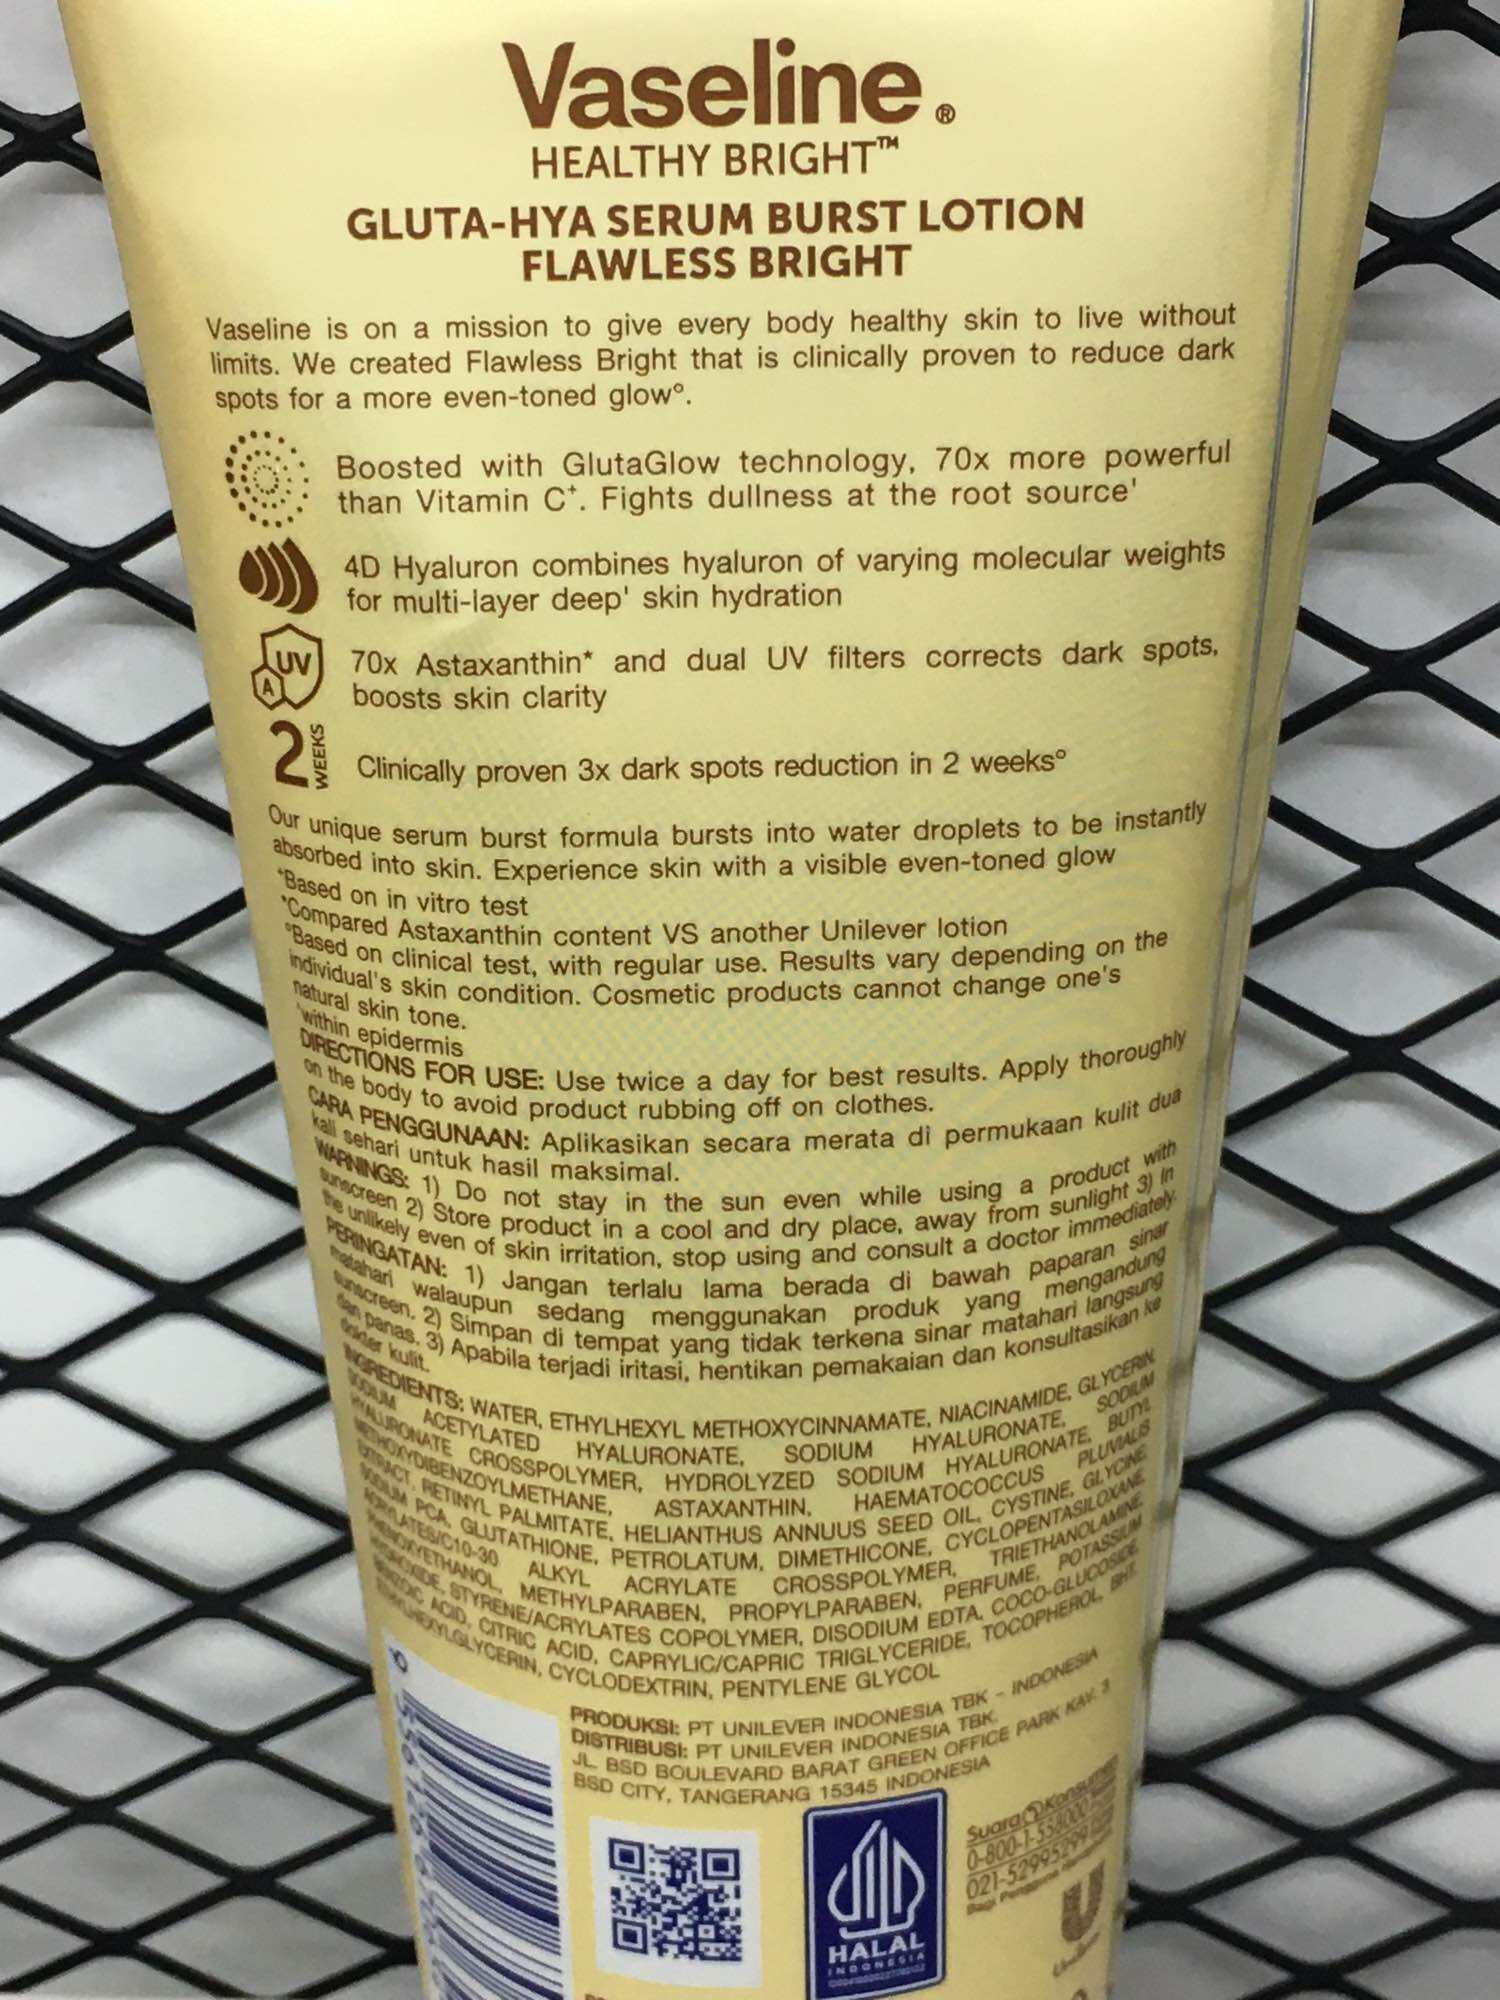 Vaseline®
HEALTHY BRIGHT™
GLUTA-HYA SERUM BURST LOTION
FLAWLESS BRIGHT
Vaseline is on a mission to give every body healthy skin to live without
limits. We created Flawless Bright that is clinically proven to reduce dark
spots for a more even-toned glow°.
Boosted with GlutaGlow technology, 70x more powerful
than Vitamin C⁺. Fights dullness at the root source'
4D Hyaluron combines hyaluron of varying molecular weights
for multi-layer deep' skin hydration
UV
A
70x Astaxanthin* and dual UV filters corrects dark spots,
boosts skin clarity
2 WEEKS
Clinically proven 3x dark spots reduction in 2 weeks°
Our unique serum burst formula bursts into water droplets to be instantly
absorbed into skin. Experience skin with a visible even-toned glow
⁺Based on in vitro test
*Compared Astaxanthin content VS another Unilever lotion
°Based on clinical test, with regular use. Results vary depending on the
individual's skin condition. Cosmetic products cannot change one's
natural skin tone.
'within epidermis
DIRECTIONS FOR USE: Use twice a day for best results. Apply thoroughly
on the body to avoid product rubbing off on clothes.
CARA PENGGUNAAN: Aplikasikan secara merata di permukaan kulit dua
kali sehari untuk hasil maksimal.
WARNINGS: 1) Do not stay in the sun even while using a product with
sunscreen 2) Store product in a cool and dry place, away from sunlight 3) In
the unlikely even of skin irritation, stop using and consult a doctor immediately.
PERINGATAN: 1) Jangan terlalu lama berada di bawah paparan sinar
matahari walaupun sedang menggunakan produk yang mengandung
sunscreen. 2) Simpan di tempat yang tidak terkena sinar matahari langsung
dan panas. 3) Apabila terjadi iritasi, hentikan pemakaian dan konsultasikan ke
dokter kulit.
INGREDIENTS: WATER, ETHYLHEXYL METHOXYCINNAMATE, NIACINAMIDE, GLYCERIN,
SODIUM ACETYLATED HYALURONATE, SODIUM HYALURONATE, SODIUM
HYALURONATE CROSSPOLYMER, HYDROLYZED SODIUM HYALURONATE, BUTYL
METHOXYDIBENZOYLMETHANE, ASTAXANTHIN, HAEMATOCOCCUS PLUVIALIS
EXTRACT, RETINYL PALMITATE, HELIANTHUS ANNUUS SEED OIL, CYSTINE, GLYCINE,
SODIUM PCA, GLUTATHIONE, PETROLATUM, DIMETHICONE, CYCLOPENTASILOXANE,
ACRYLATES/C10-30 ALKYL ACRYLATE CROSSPOLYMER, TRIETHANOLAMINE,
PHENOXYETHANOL, METHYLPARABEN, PROPYLPARABEN, PERFUME, POTASSIUM
HYDROXIDE, STYRENE/ACRYLATES COPOLYMER, DISODIUM EDTA, COCO-GLUCOSIDE,
BENZOIC ACID, CITRIC ACID, CAPRYLIC/CAPRIC TRIGLYCERIDE, TOCOPHEROL, BHT,
ETHYLHEXYLGLYCERIN, CYCLODEXTRIN, PENTYLENE GLYCOL
PRODUKSI: PT UNILEVER INDONESIA TBK - INDONESIA
DISTRIBUSI: PT UNILEVER INDONESIA TBK.
JL. BSD BOULEVARD BARAT GREEN OFFICE PARK KAV. 3
BSD CITY, TANGERANG 15345 INDONESIA
Suara Konsumen
0-800-1-558000
021-52995299
HALAL
INDONESIA
Unilever